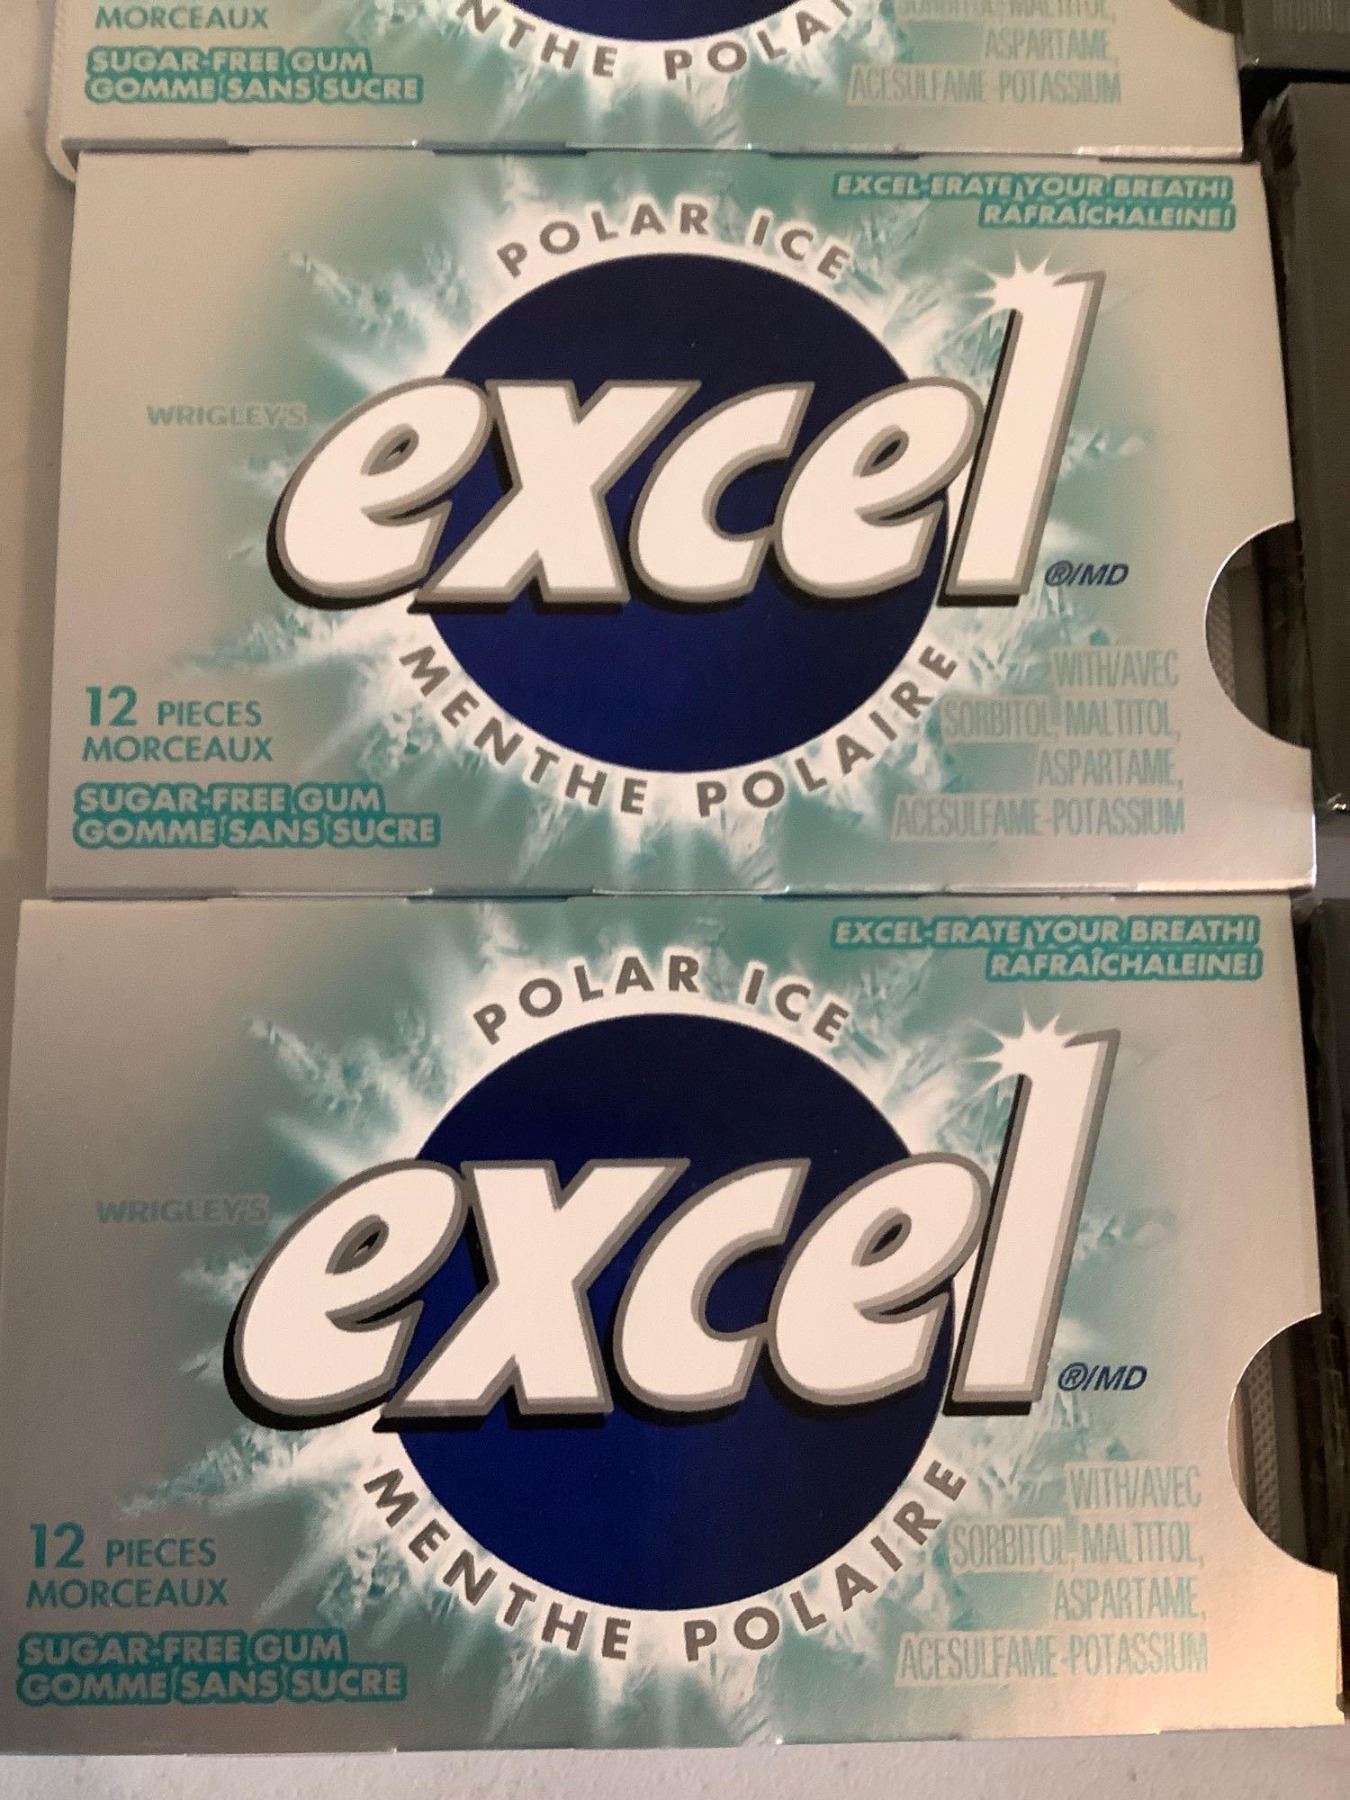 MORCEAUX
SUGAR-FREE GUM
GOMME SANS SUCRE
SORBITOL, MALTITOL,
ASPARTAME,
ACESULFAME-POTASSIUM
EXCEL-ERATE YOUR BREATH!
RAFRAÎCHALEINE!
POLAR ICE
WRIGLEY'S
excel
®/MD
MENTHE POLAIRE
12 PIECES
MORCEAUX
SUGAR-FREE GUM
GOMME SANS SUCRE
WITH/AVEC
SORBITOL, MALTITOL,
ASPARTAME,
ACESULFAME-POTASSIUM
EXCEL-ERATE YOUR BREATH!
RAFRAÎCHALEINE!
POLAR ICE
WRIGLEY'S
excel
®/MD
MENTHE POLAIRE
12 PIECES
MORCEAUX
SUGAR-FREE GUM
GOMME SANS SUCRE
WITH/AVEC
SORBITOL, MALTITOL,
ASPARTAME,
ACESULFAME-POTASSIUM